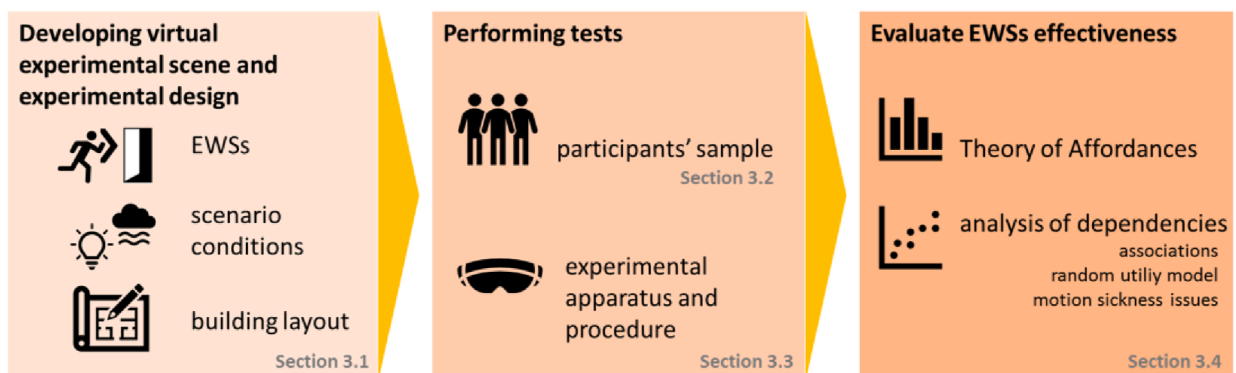 Developing virtual
experimental scene and
experimental design
EWSs
scenario
conditions
building layout
Section 3.1
Performing tests
participants’ sample
Section 3.2
experimental
apparatus and
procedure
Section 3.3
Evaluate EWSs effectiveness
Theory of Affordances
analysis of dependencies
associations
random utiliy model
motion sickness issues
Section 3.4